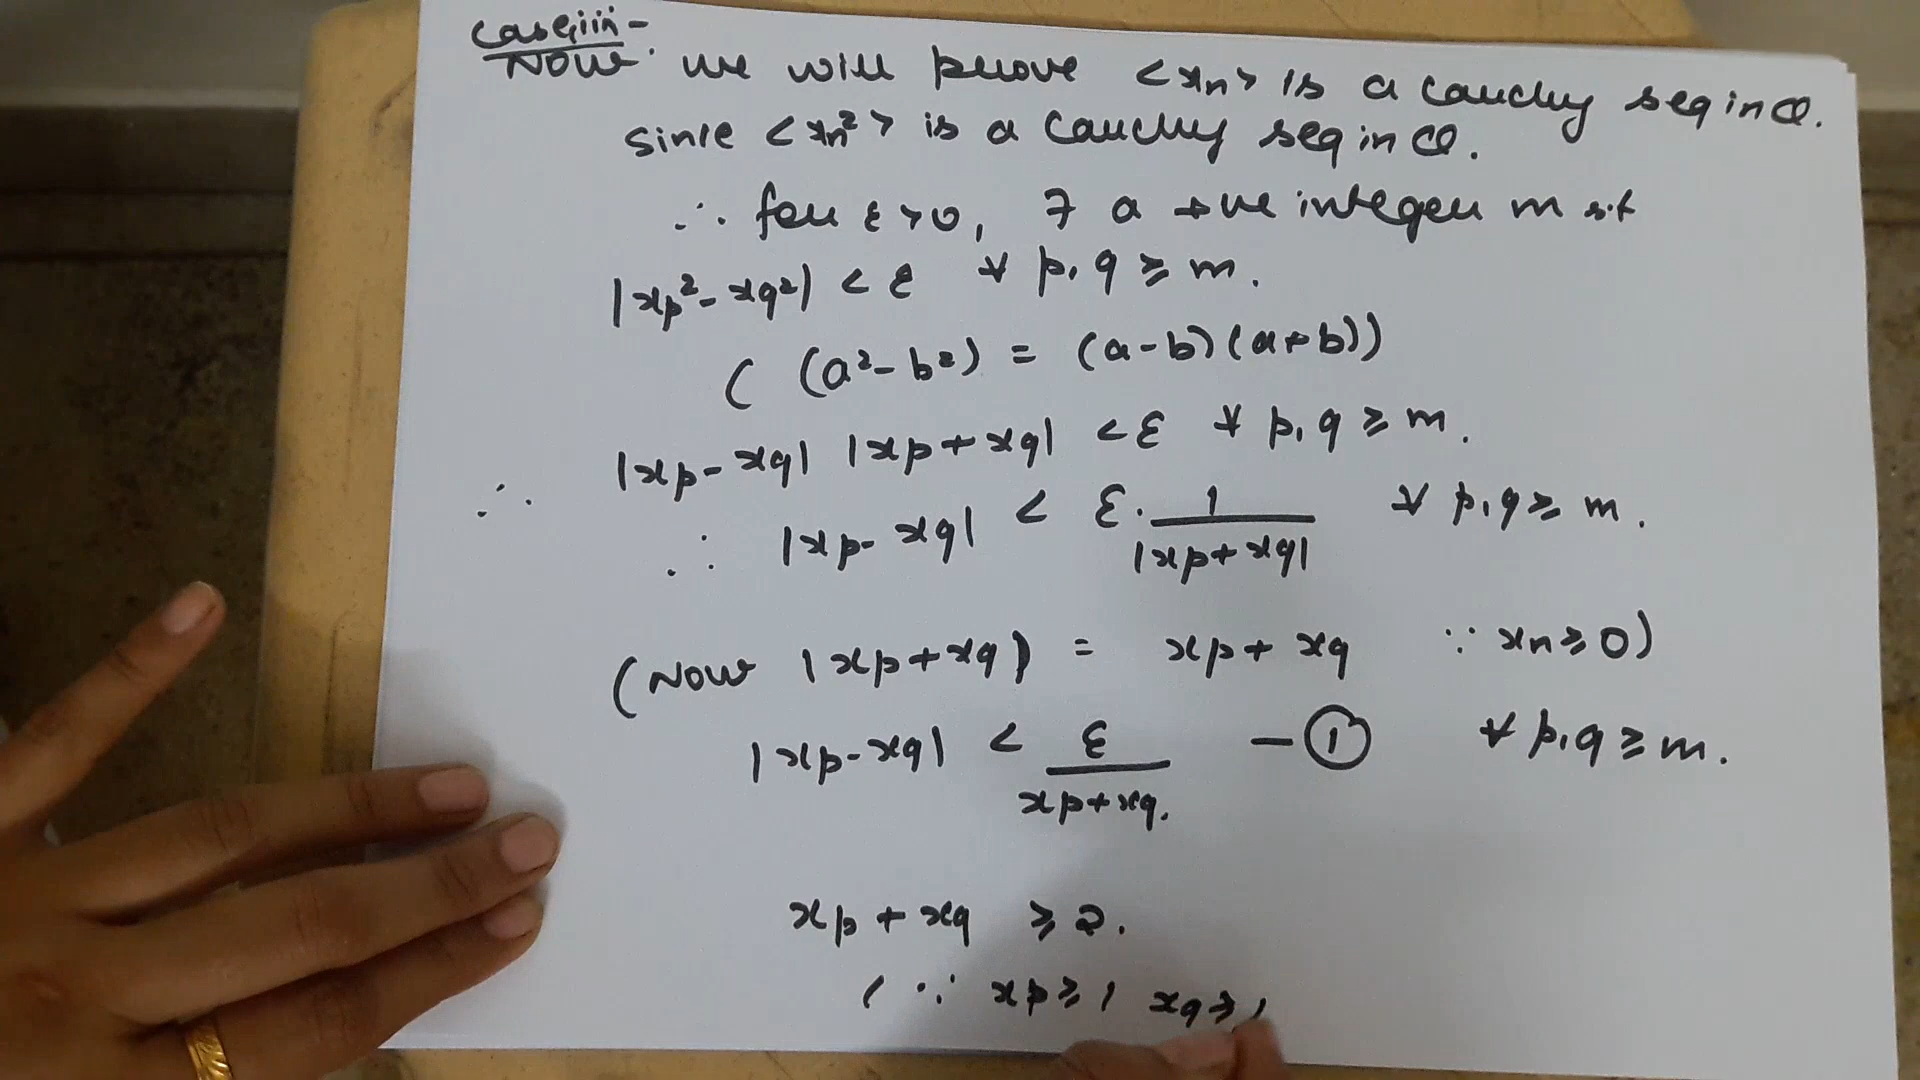 Case iii -
Now we will prove <xn> is a cauchy seq in Q.
Since <xn²> is a cauchy seq in Q.
∴ for ε > 0, ∃ a +ve integer m s.t
|xp² - xq²| < ε ∀ p, q ≥ m.
( (a² - b²) = (a - b) (a + b))
∴ |xp - xq| |xp + xq| < ε ∀ p, q ≥ m.
∴ |xp - xq| < ε. 1/|xp + xq| ∀ p, q ≥ m.
(Now |xp + xq| = xp + xq ∵ xn ≥ 0)
|xp - xq| < ε/xp + xq. - ① ∀ p, q ≥ m.
xp + xq ≥ 2.
( ∵ xp ≥ 1 xq ≥ 1